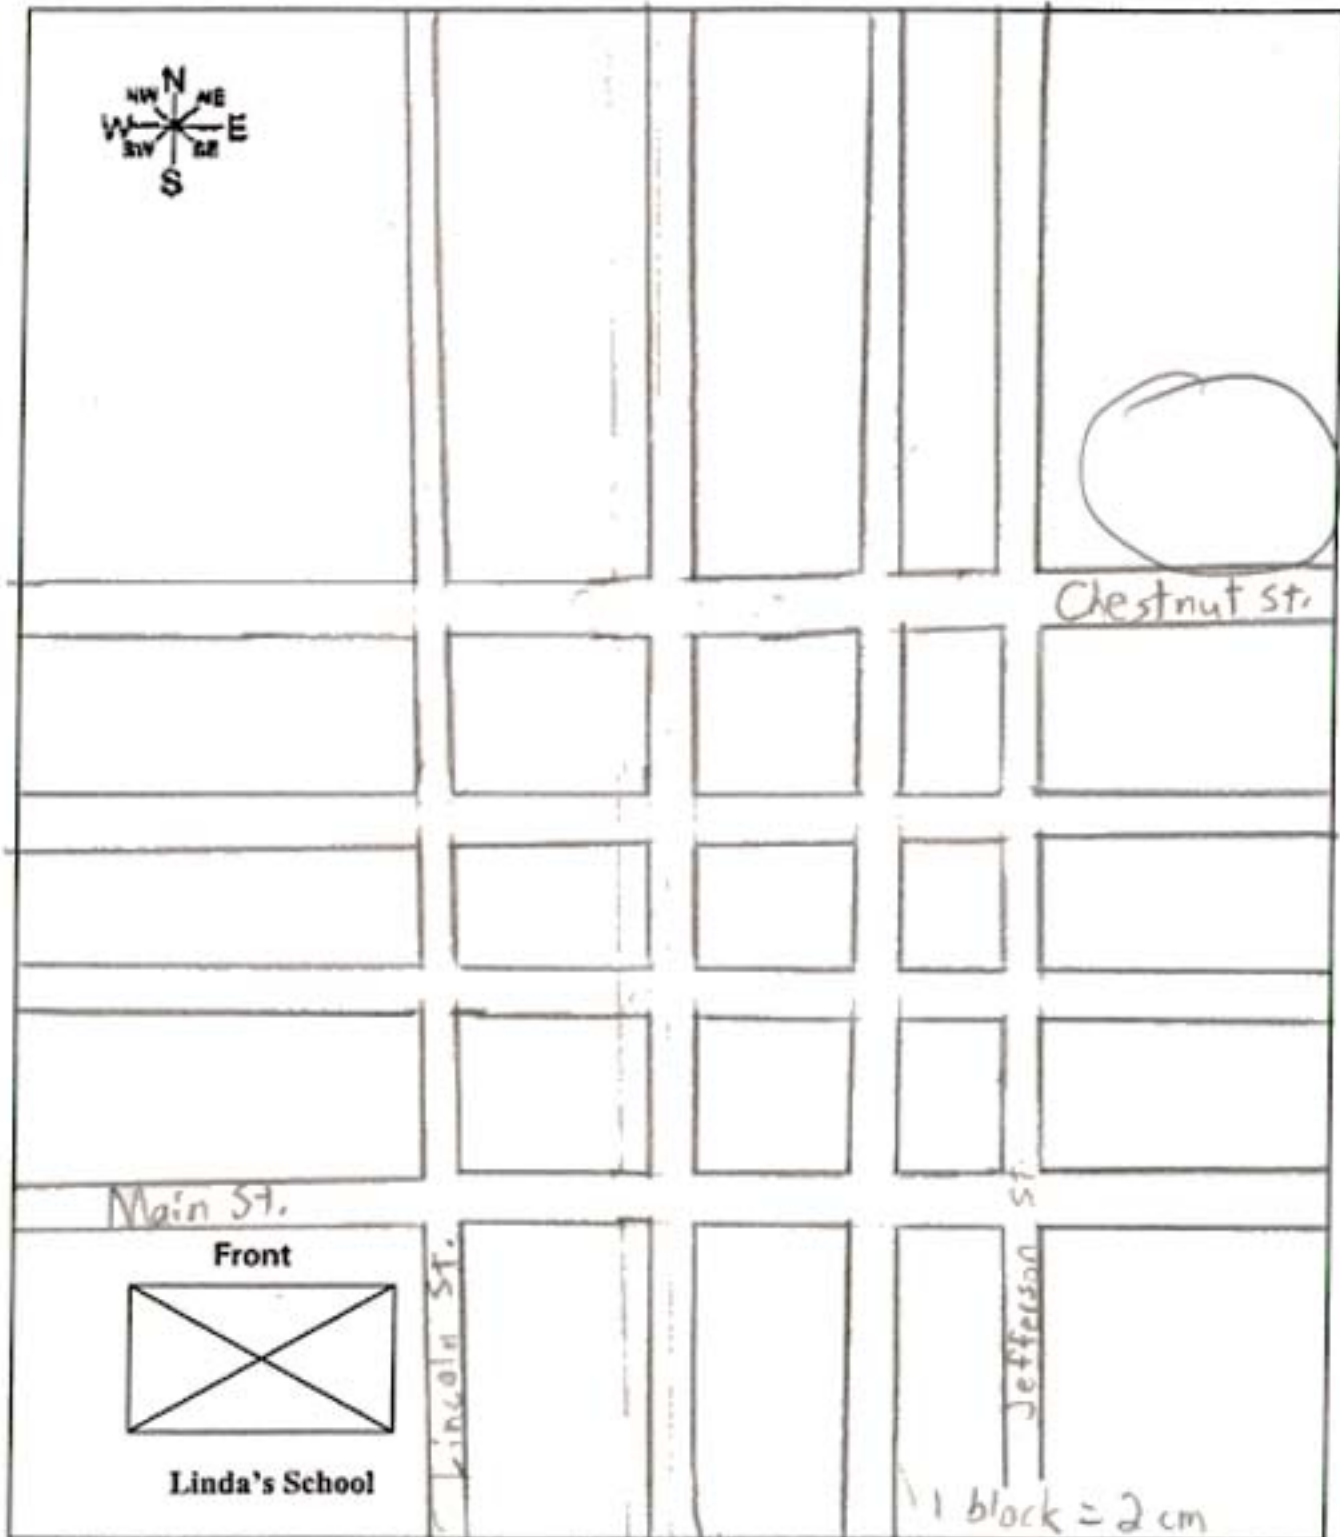 N
NW NE
W E
SW SE
S
Chestnut St.
Main St.
Front
Lincoln St.
Jefferson St.
Linda's School
1 block = 2 cm